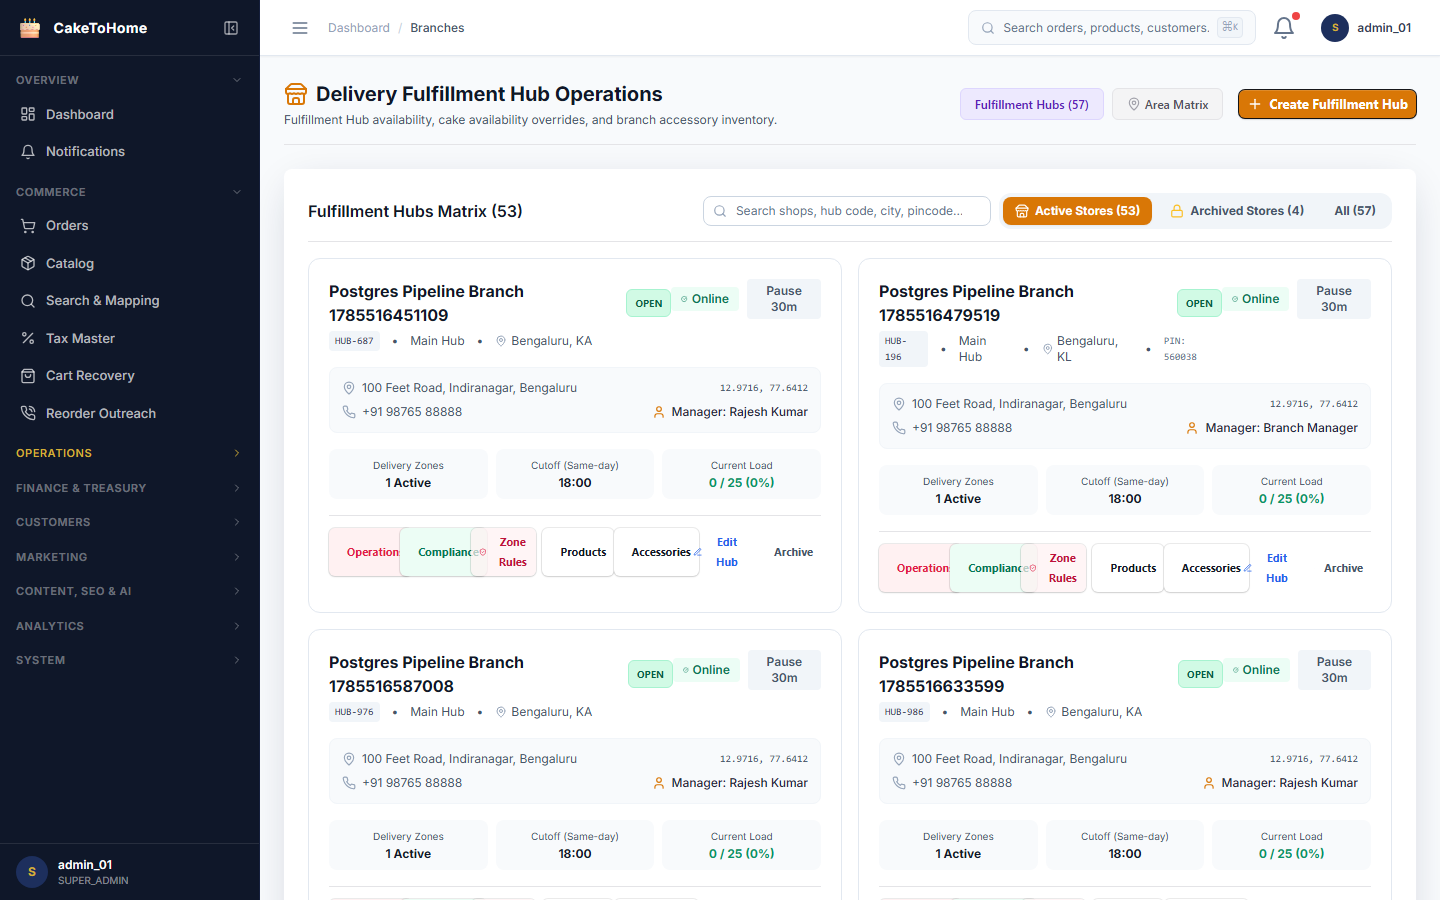 CakeToHome
Dashboard / Branches
Search orders, products, customers.
⌘K
S
admin_01
OVERVIEW
Dashboard
Notifications
COMMERCE
Orders
Catalog
Search & Mapping
Tax Master
Cart Recovery
Reorder Outreach
OPERATIONS
FINANCE & TREASURY
CUSTOMERS
MARKETING
CONTENT, SEO & AI
ANALYTICS
SYSTEM
S
admin_01
SUPER_ADMIN
Delivery Fulfillment Hub Operations
Fulfillment Hub availability, cake availability overrides, and branch accessory inventory.
Fulfillment Hubs (57)
Area Matrix
+ Create Fulfillment Hub
Fulfillment Hubs Matrix (53)
Search shops, hub code, city, pincode...
Active Stores (53)
Archived Stores (4)
All (57)
Postgres Pipeline Branch
1785516451109
OPEN
Online
Pause
30m
HUB-687 • Main Hub • Bengaluru, KA
100 Feet Road, Indiranagar, Bengaluru
12.9716, 77.6412
+91 98765 88888
Manager: Rajesh Kumar
Delivery Zones
1 Active
Cutoff (Same-day)
18:00
Current Load
0 / 25 (0%)
Operation
Compliance
Zone
Rules
Products
Accessories
Edit
Hub
Archive
Postgres Pipeline Branch
1785516479519
OPEN
Online
Pause
30m
HUB-
196
•
Main
Hub
•
Bengaluru,
KL
•
PIN:
560038
100 Feet Road, Indiranagar, Bengaluru
12.9716, 77.6412
+91 98765 88888
Manager: Branch Manager
Delivery Zones
1 Active
Cutoff (Same-day)
18:00
Current Load
0 / 25 (0%)
Operation
Compliance
Zone
Rules
Products
Accessories
Edit
Hub
Archive
Postgres Pipeline Branch
1785516587008
OPEN
Online
Pause
30m
HUB-976 • Main Hub • Bengaluru, KA
100 Feet Road, Indiranagar, Bengaluru
12.9716, 77.6412
+91 98765 88888
Manager: Rajesh Kumar
Delivery Zones
1 Active
Cutoff (Same-day)
18:00
Current Load
0 / 25 (0%)
Postgres Pipeline Branch
1785516633599
OPEN
Online
Pause
30m
HUB-986 • Main Hub • Bengaluru, KA
100 Feet Road, Indiranagar, Bengaluru
12.9716, 77.6412
+91 98765 88888
Manager: Rajesh Kumar
Delivery Zones
1 Active
Cutoff (Same-day)
18:00
Current Load
0 / 25 (0%)